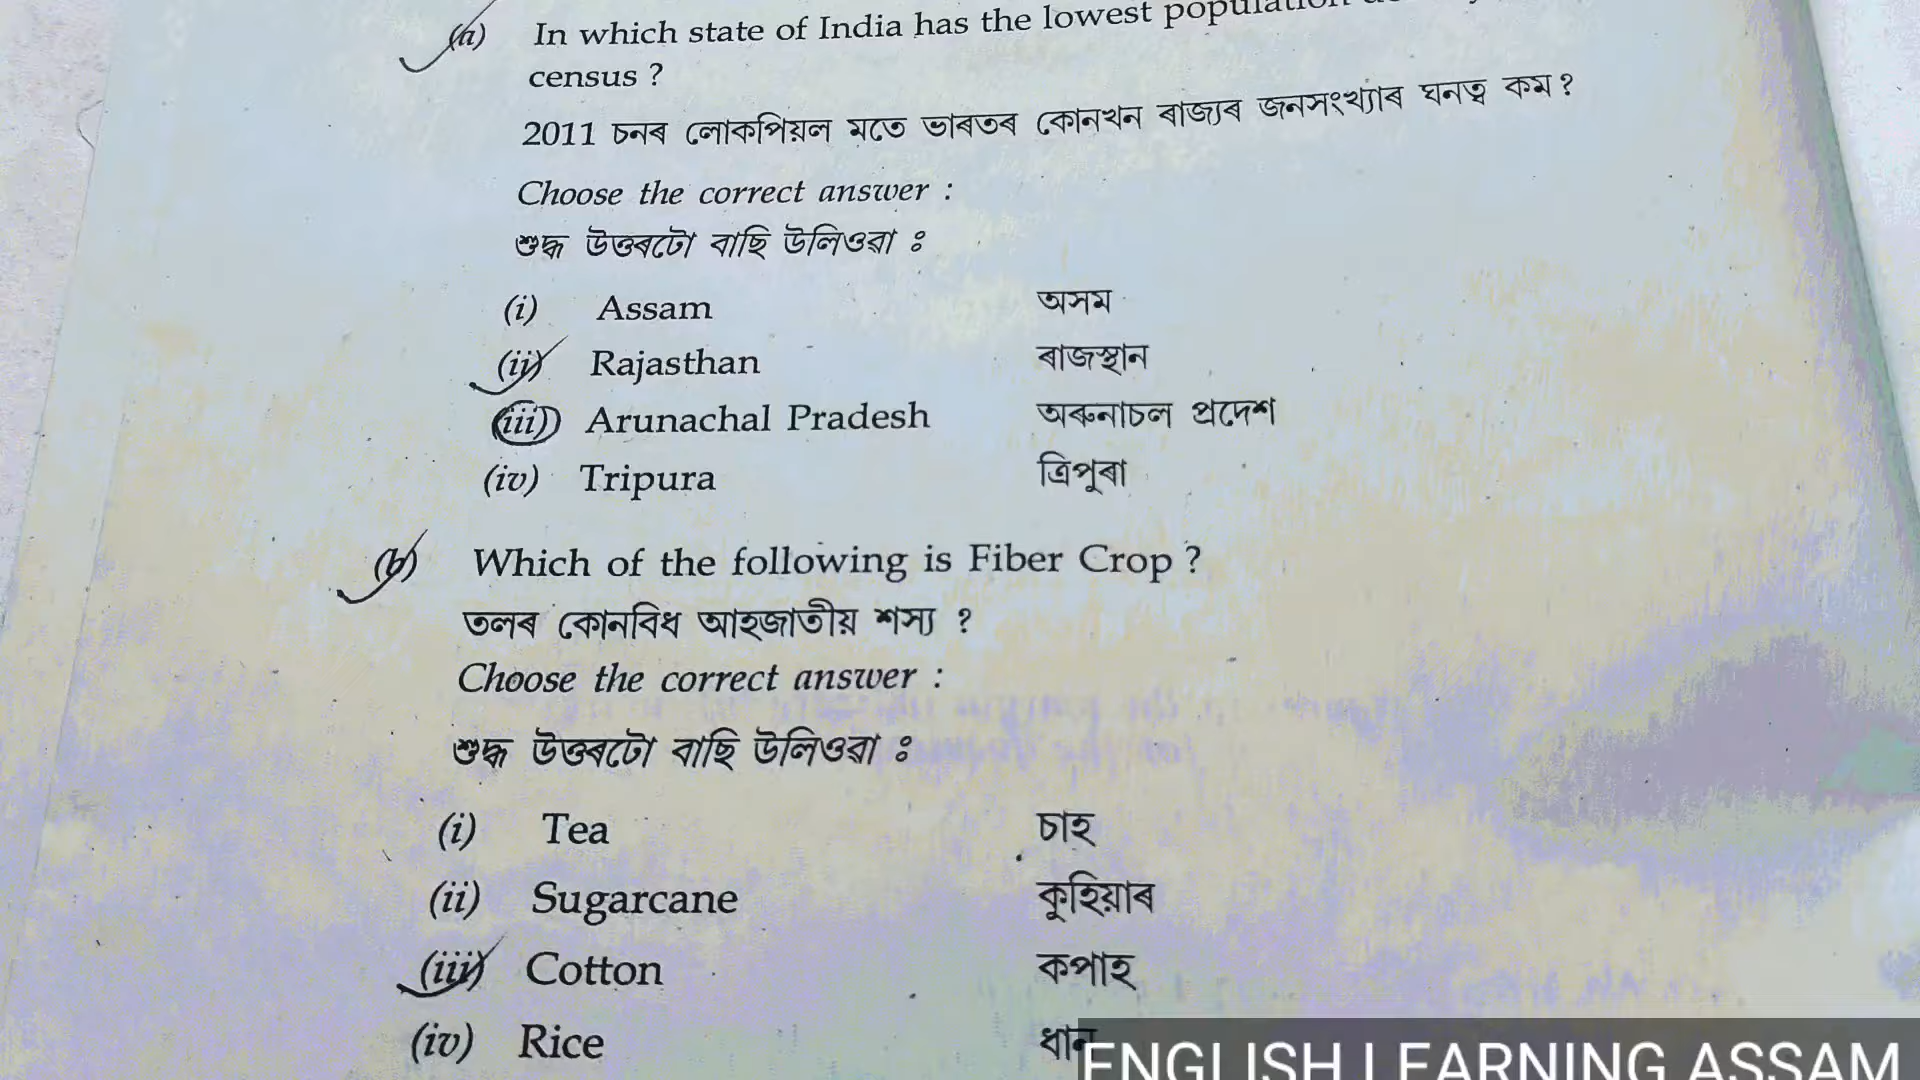 (a) In which state of India has the lowest population
census ?
2011 চনৰ লোকপিয়ল মতে ভাৰতৰ কোনখন ৰাজ্যৰ জনসংখ্যাৰ ঘনত্ব কম ?
Choose the correct answer :
শুদ্ধ উত্তৰটো বাছি উলিওৱা ঃ
(i) Assam অসম
(ii) Rajasthan ৰাজস্থান
(iii) Arunachal Pradesh অৰুনাচল প্ৰদেশ
(iv) Tripura ত্ৰিপুৰা
(b) Which of the following is Fiber Crop ?
তলৰ কোনবিধ আহজাতীয় শস্য ?
Choose the correct answer :
শুদ্ধ উত্তৰটো বাছি উলিওৱা ঃ
(i) Tea চাহ
(ii) Sugarcane কুহিয়াৰ
(iii) Cotton কপাহ
(iv) Rice ধান
ENGLISH LEARNING ASSAM